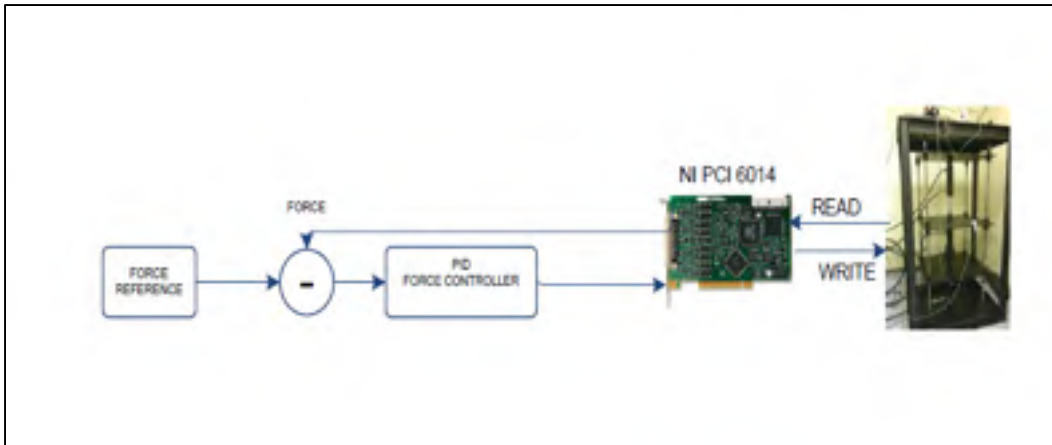 NI PCI 6014
FORCE
READ
WRITE
FORCE
REFERENCE
-
PID
FORCE CONTROLLER